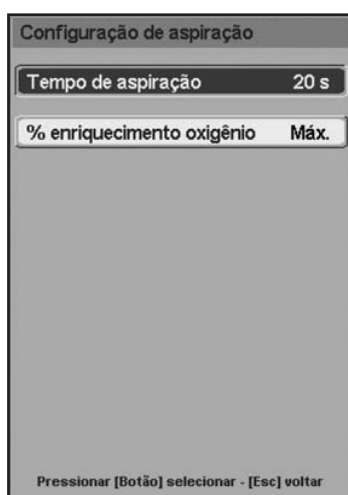 Configuração de aspiração
Tempo de aspiração 20 s
% enriquecimento oxigênio Máx.
Pressionar [Botão] selecionar - [Esc] voltar